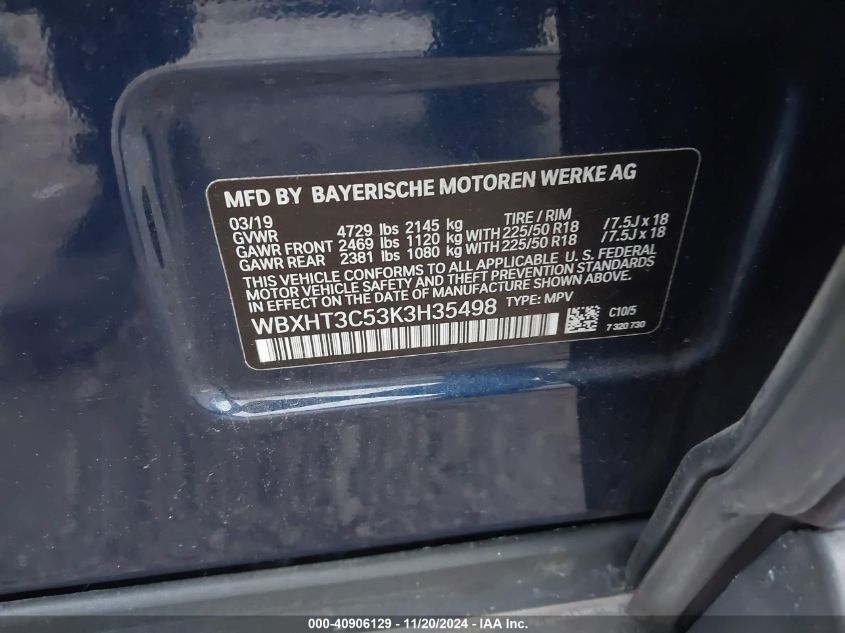 MFD BY BAYERISCHE MOTOREN WERKE AG
03/19 TIRE / RIM
GVWR 4729 lbs 2145 kg
GAWR FRONT 2469 lbs 1120 kg WITH 225/50 R18 / 7.5J x 18
GAWR REAR 2381 lbs 1080 kg WITH 225/50 R18 / 7.5J x 18
THIS VEHICLE CONFORMS TO ALL APPLICABLE U. S. FEDERAL
MOTOR VEHICLE SAFETY AND THEFT PREVENTION STANDARDS
IN EFFECT ON THE DATE OF MANUFACTURE SHOWN ABOVE.
WBXHT3C53K3H35498 TYPE: MPV
C10/5
7 320 730
000-40906129 - 11/20/2024 - IAA Inc.